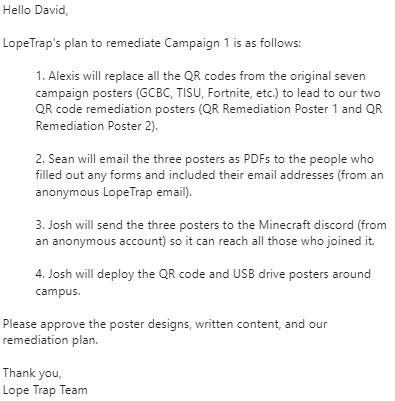 Hello David,
LopeTrap's plan to remediate Campaign 1 is as follows:
1. Alexis will replace all the QR codes from the original seven
campaign posters (GCBC, TISU, Fortnite, etc.) to lead to our two
QR code remediation posters (QR Remediation Poster 1 and QR
Remediation Poster 2).
2. Sean will email the three posters as PDFs to the people who
filled out any forms and included their email addresses (from an
anonymous LopeTrap email).
3. Josh will send the three posters to the Minecraft discord (from
an anonymous account) so it can reach all those who joined it.
4. Josh will deploy the QR code and USB drive posters around
campus.
Please approve the poster designs, written content, and our
remediation plan.
Thank you,
Lope Trap Team